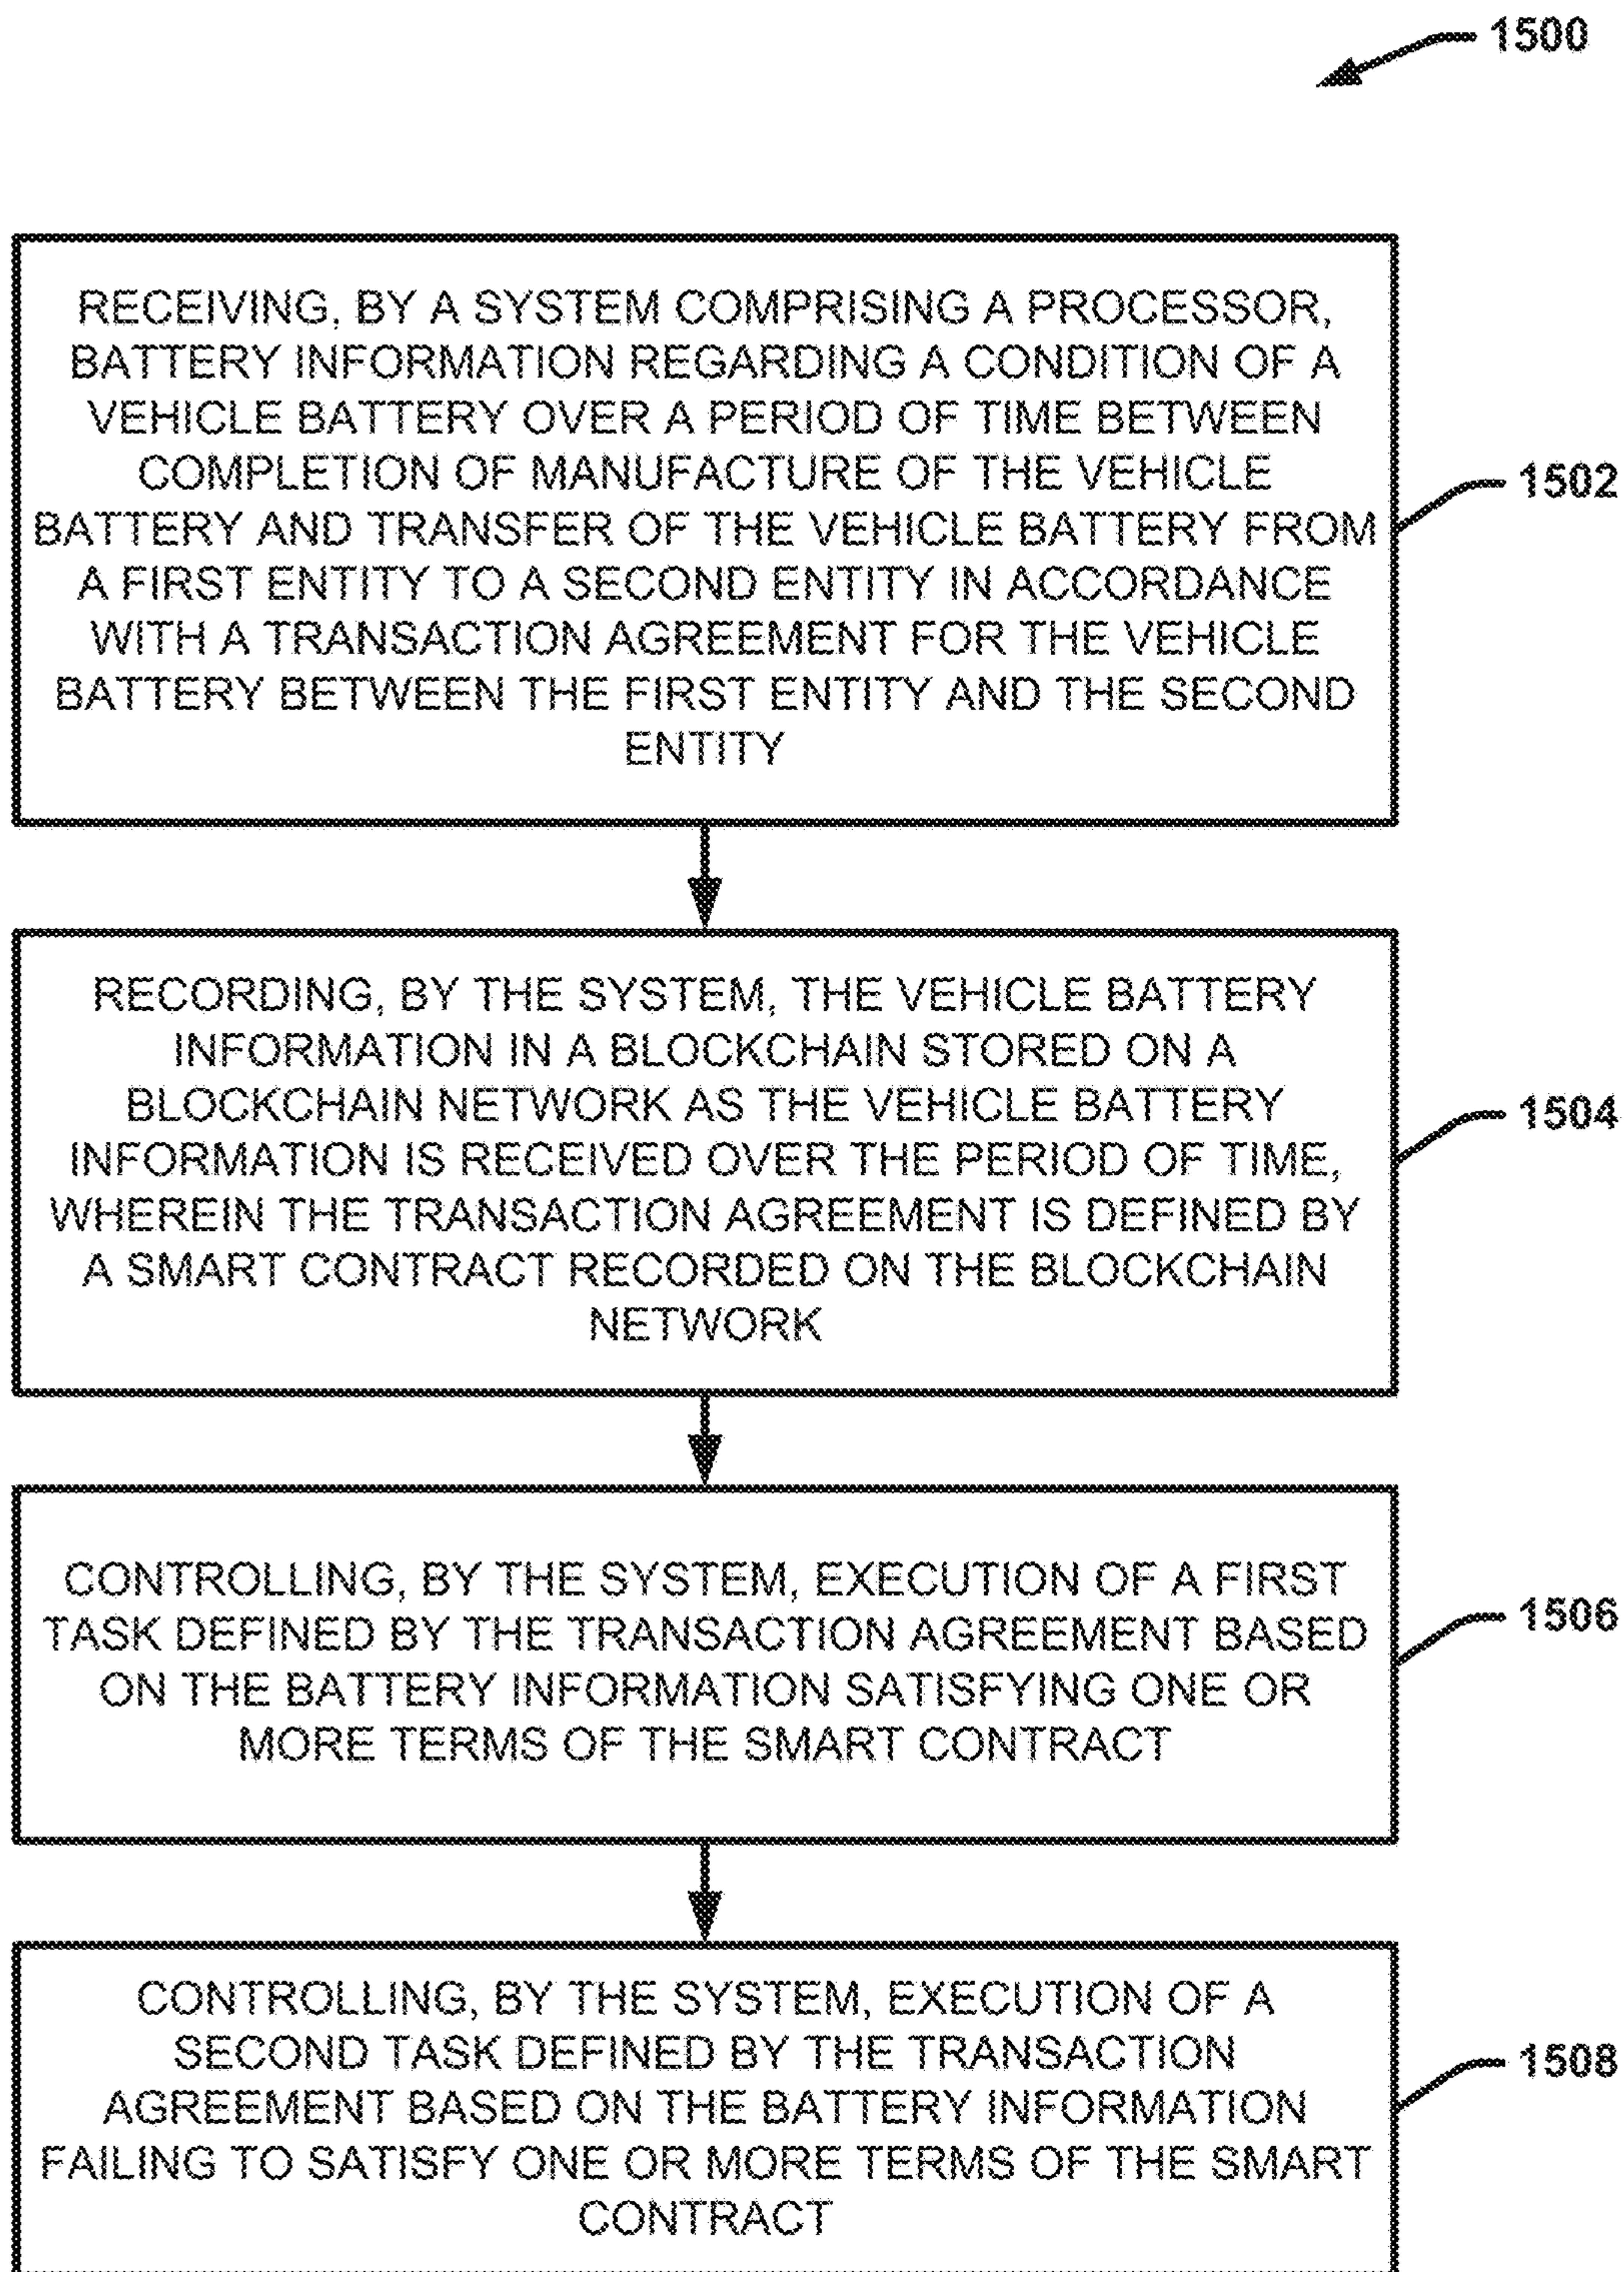 1500
RECEIVING, BY A SYSTEM COMPRISING A PROCESSOR,
BATTERY INFORMATION REGARDING A CONDITION OF A
VEHICLE BATTERY OVER A PERIOD OF TIME BETWEEN
COMPLETION OF MANUFACTURE OF THE VEHICLE
BATTERY AND TRANSFER OF THE VEHICLE BATTERY FROM
A FIRST ENTITY TO A SECOND ENTITY IN ACCORDANCE
WITH A TRANSACTION AGREEMENT FOR THE VEHICLE
BATTERY BETWEEN THE FIRST ENTITY AND THE SECOND
ENTITY
1502
RECORDING, BY THE SYSTEM, THE VEHICLE BATTERY
INFORMATION IN A BLOCKCHAIN STORED ON A
BLOCKCHAIN NETWORK AS THE VEHICLE BATTERY
INFORMATION IS RECEIVED OVER THE PERIOD OF TIME,
WHEREIN THE TRANSACTION AGREEMENT IS DEFINED BY
A SMART CONTRACT RECORDED ON THE BLOCKCHAIN
NETWORK
1504
CONTROLLING, BY THE SYSTEM, EXECUTION OF A FIRST
TASK DEFINED BY THE TRANSACTION AGREEMENT BASED
ON THE BATTERY INFORMATION SATISFYING ONE OR
MORE TERMS OF THE SMART CONTRACT
1506
CONTROLLING, BY THE SYSTEM, EXECUTION OF A
SECOND TASK DEFINED BY THE TRANSACTION
AGREEMENT BASED ON THE BATTERY INFORMATION
FAILING TO SATISFY ONE OR MORE TERMS OF THE SMART
CONTRACT
1508